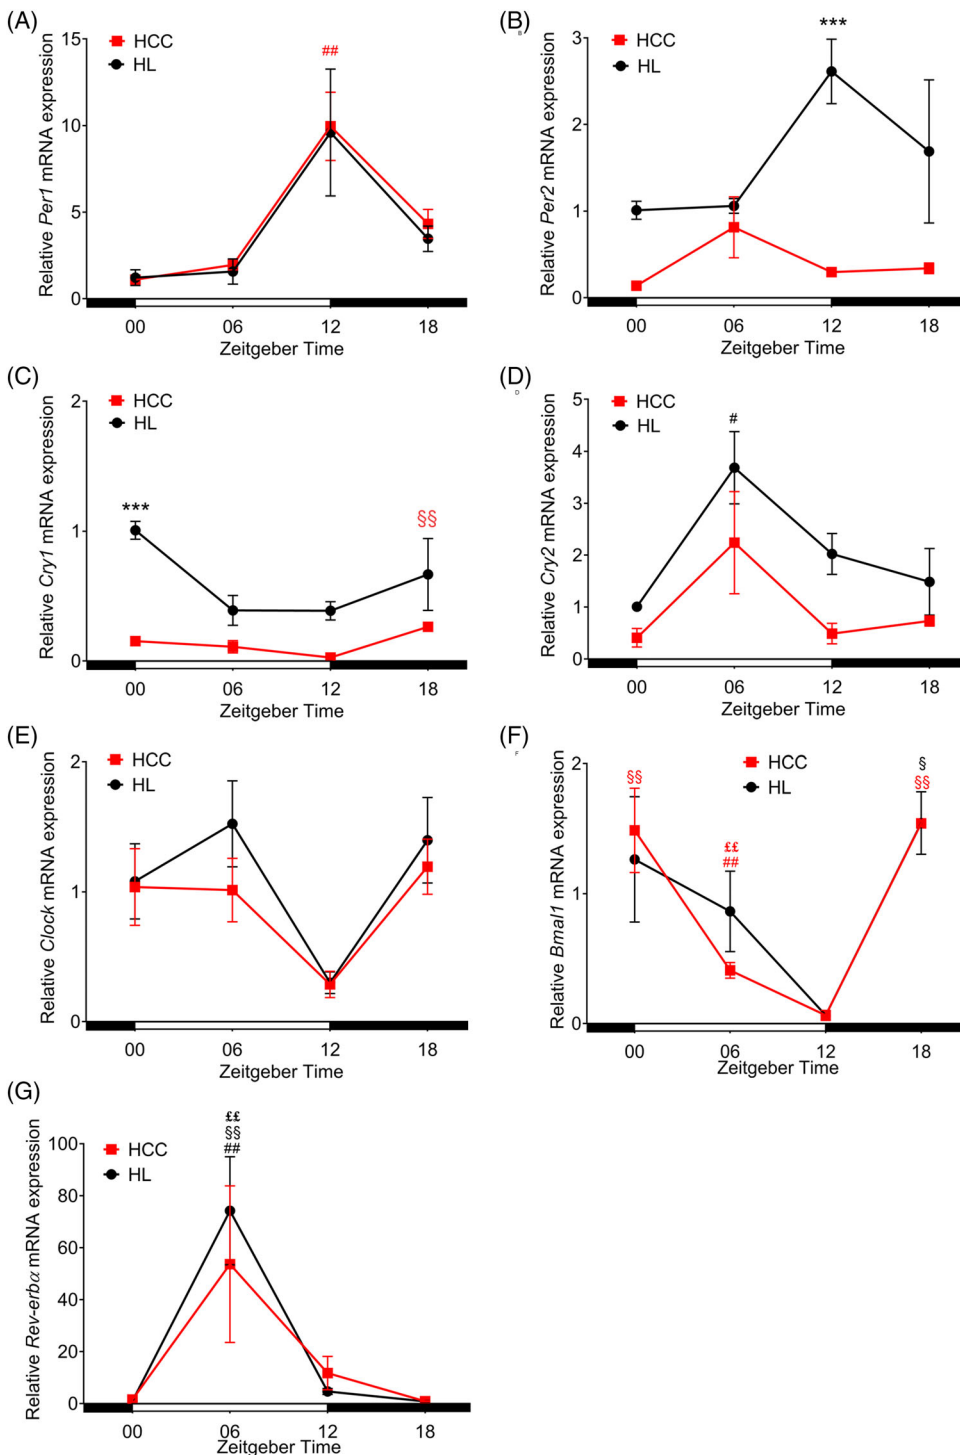 (A)
HCC
HL
##
Relative Per1 mRNA expression
15
10
5
0
00 06 12 18
Zeitgeber Time
(B)
B
HCC
HL
***
Relative Per2 mRNA expression
3
2
1
0
00 06 12 18
Zeitgeber Time
(C)
HCC
HL
***
§§
Relative Cry1 mRNA expression
2
1
0
00 06 12 18
Zeitgeber Time
(D)
D
HCC
HL
#
Relative Cry2 mRNA expression
5
4
3
2
1
0
00 06 12 18
Zeitgeber Time
(E)
HCC
HL
Relative Clock mRNA expression
2
1
0
00 06 12 18
Zeitgeber Time
(F)
F
HCC
HL
§§
££
##
§
§§
Relative Bmal1 mRNA expression
2
1
0
00 06 12 18
Zeitgeber Time
(G)
HCC
HL
££
§§
##
Relative Rev-erbα mRNA expression
100
80
60
40
20
0
00 06 12 18
Zeitgeber Time